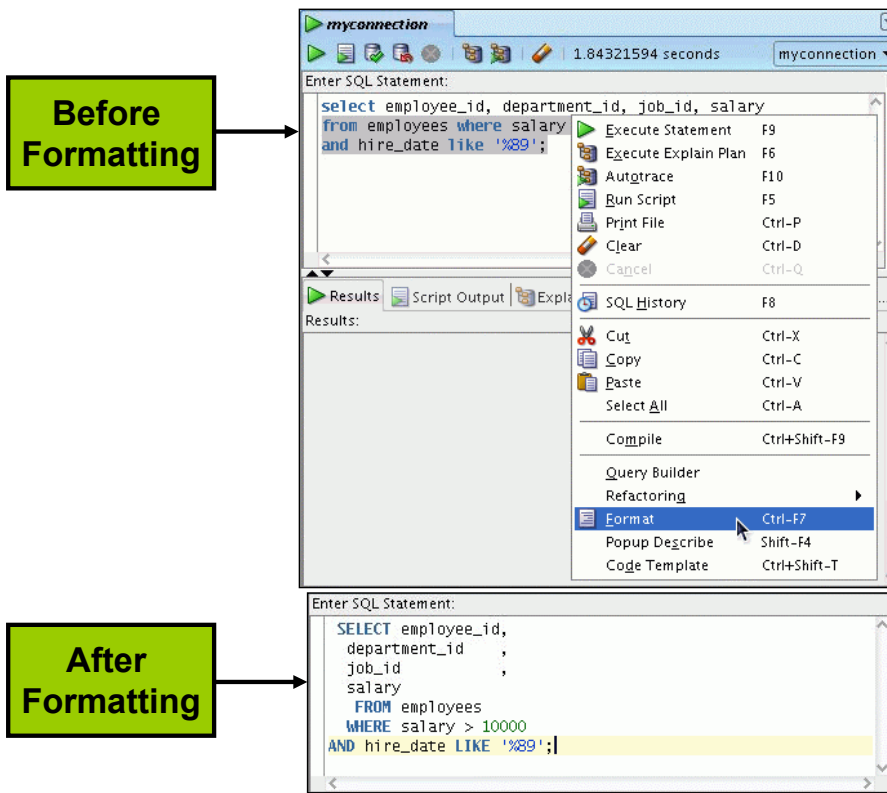 myconnection
1.84321594 seconds
myconnection
Enter SQL Statement:
Before
Formatting
select employee_id, department_id, job_id, salary
from employees where salary
and hire_date like '%89';
Execute Statement F9
Execute Explain Plan F6
Autotrace F10
Run Script F5
Print File Ctrl-P
Clear Ctrl-D
Cancel Ctrl-Q
SQL History F8
Cut Ctrl-X
Copy Ctrl-C
Paste Ctrl-V
Select All Ctrl-A
Compile Ctrl+Shift-F9
Query Builder
Refactoring
Format Ctrl-F7
Popup Describe Shift-F4
Code Template Ctrl+Shift-T
Results Script Output Expla ...
Results:
After
Formatting
Enter SQL Statement:
SELECT employee_id,
department_id ,
job_id ,
salary
FROM employees
WHERE salary > 10000
AND hire_date LIKE '%89';